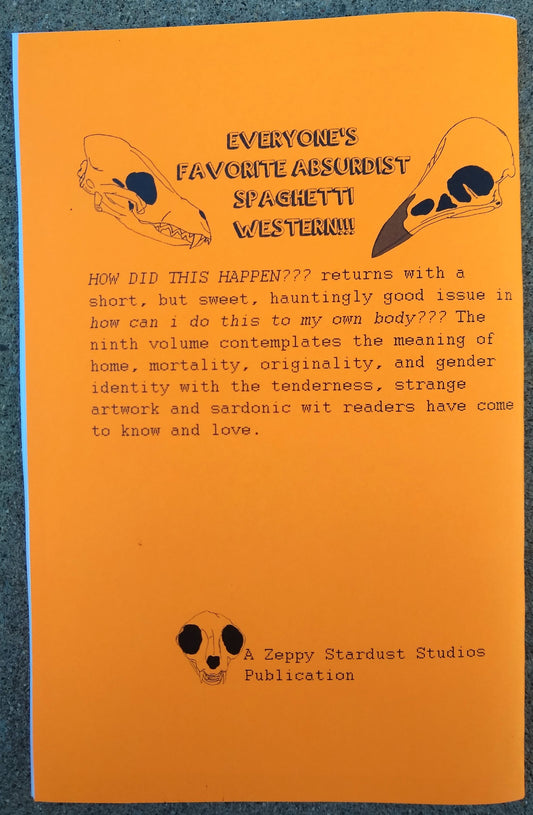 EVERYONE'S
FAVORITE ABSURDIST
SPAGHETTI
WESTERN!!!
HOW DID THIS HAPPEN??? returns with a
short, but sweet, hauntingly good issue in
how can i do this to my own body??? The
ninth volume contemplates the meaning of
home, mortality, originality, and gender
identity with the tenderness, strange
artwork and sardonic wit readers have come
to know and love.
A Zeppy Stardust Studios
Publication